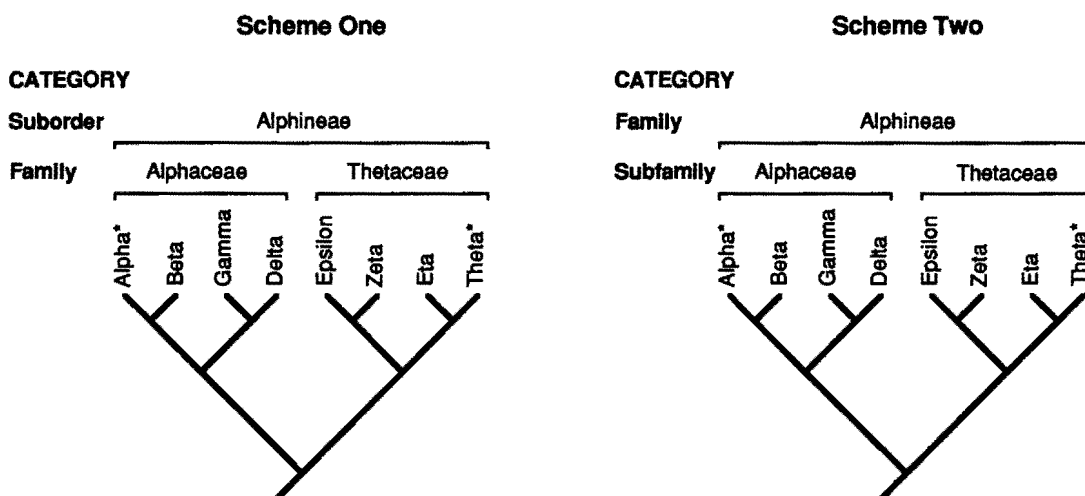 Scheme One
CATEGORY
Suborder Alphineae
Family Alphaceae Thetaceae
Alpha* Beta Gamma Delta Epsilon Zeta Eta Theta*
Scheme Two
CATEGORY
Family Alphineae
Subfamily Alphaceae Thetaceae
Alpha* Beta Gamma Delta Epsilon Zeta Eta Theta*